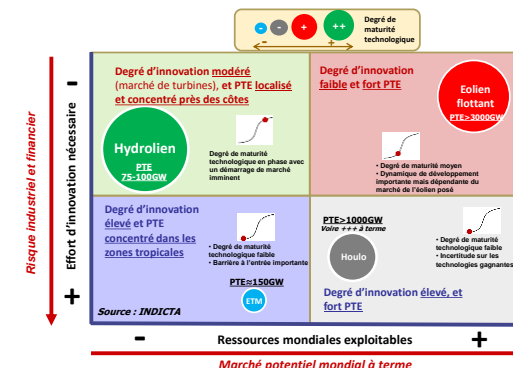 Degré de
maturité
technologique
- - + ++
- +
Degré d'innovation modéré
(marché de turbines), et PTE localisé
et concentré près des côtes
Hydrolien
PTE
75-100GW
Degré de maturité
technologique en phase avec
un démarrage de marché
imminent
Degré d'innovation
faible et fort PTE
Eolien
flottant
PTE>3000GW
• Degré de maturité moyen
• Dynamique de développement
importante mais dépendante du
marché de l'éolien posé
Degré d'innovation
élevé et PTE
concentré dans les
zones tropicales
• Degré de maturité
technologique faible
• Barrière à l'entrée importante
PTE≈150GW
ETM
Source : INDICTA
PTE>1000GW
Voire +++ à terme
Houlo
• Degré de maturité
technologique faible
• Incertitude sur les
technologies gagnantes
Degré d'innovation élevé, et
fort PTE
Risque industriel et financier
Effort d'innovation nécessaire
-
+
- Ressources mondiales exploitables +
Marché potentiel mondial à terme